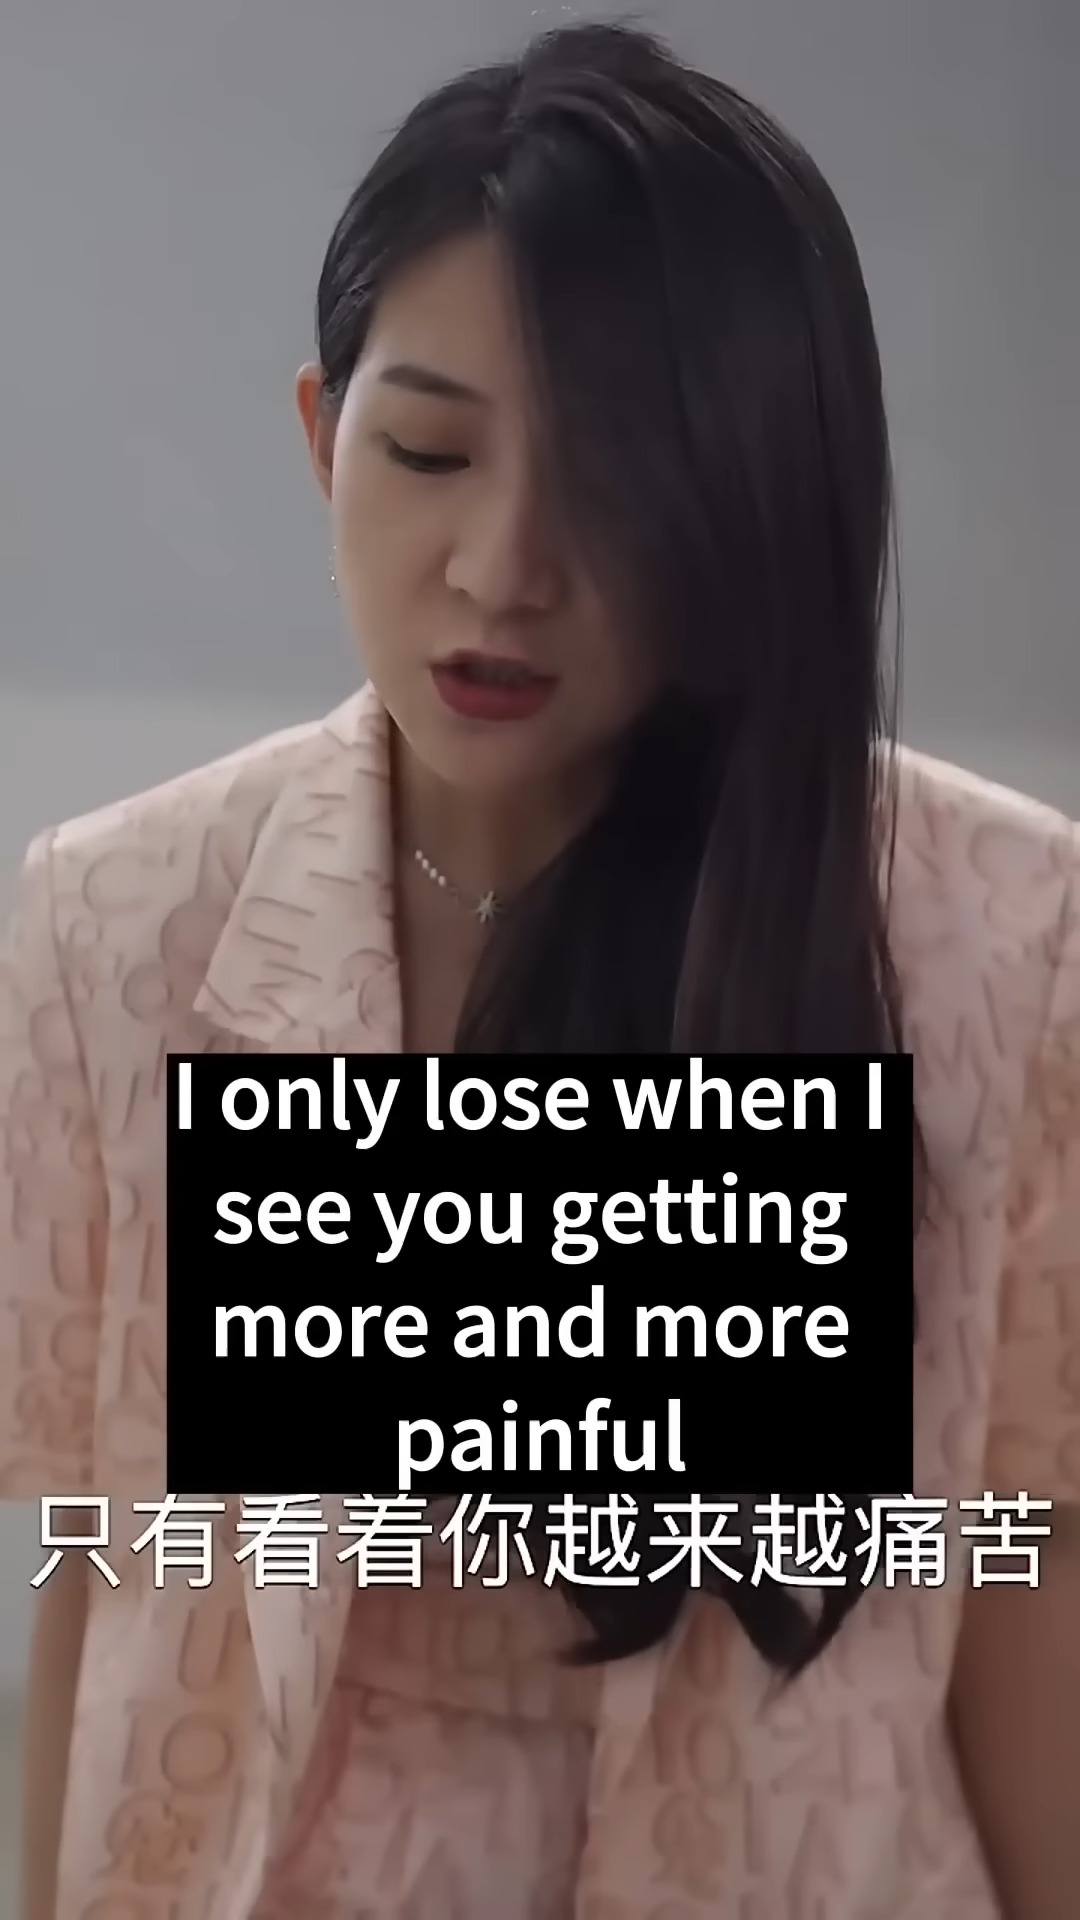 I only lose when I
see you getting
more and more
painful
只有看着你越来越痛苦